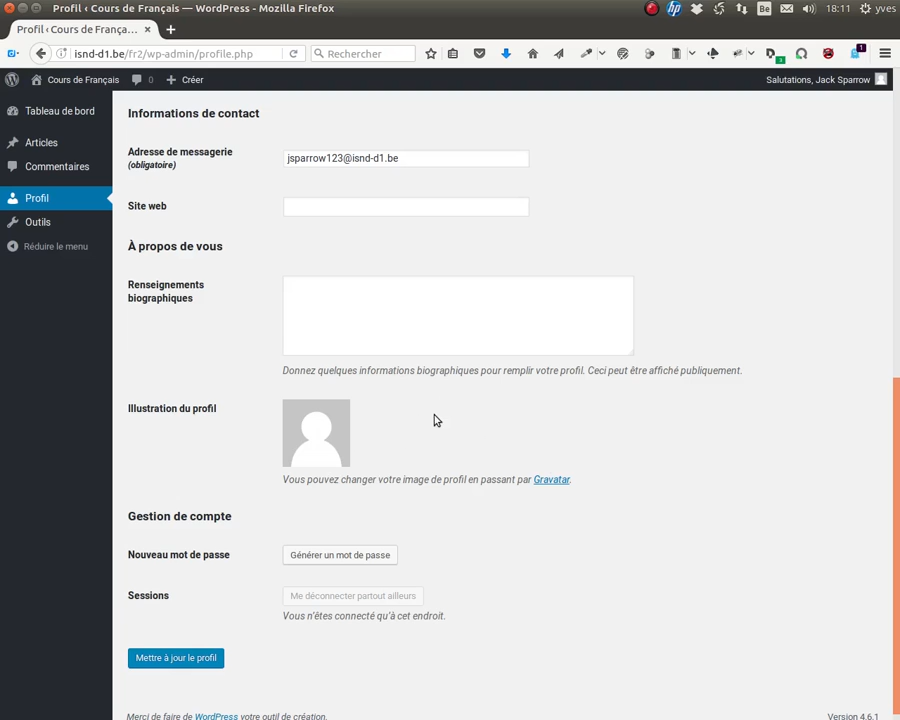 Profil ‹ Cours de Français — WordPress - Mozilla Firefox
Be
18:11
yves
Profil ‹ Cours de França…
isnd-d1.be/fr2/wp-admin/profile.php
Rechercher
3
1
Cours de Français
0
Créer
Salutations, Jack Sparrow
Tableau de bord
Articles
Commentaires
Profil
Outils
Réduire le menu
Informations de contact
Adresse de messagerie
(obligatoire)
jsparrow123@isnd-d1.be
Site web
À propos de vous
Renseignements
biographiques
Donnez quelques informations biographiques pour remplir votre profil. Ceci peut être affiché publiquement.
Illustration du profil
Vous pouvez changer votre image de profil en passant par Gravatar.
Gestion de compte
Nouveau mot de passe
Générer un mot de passe
Sessions
Me déconnecter partout ailleurs
Vous n'êtes connecté qu'à cet endroit.
Mettre à jour le profil
Merci de faire de WordPress votre outil de création.
Version 4.6.1